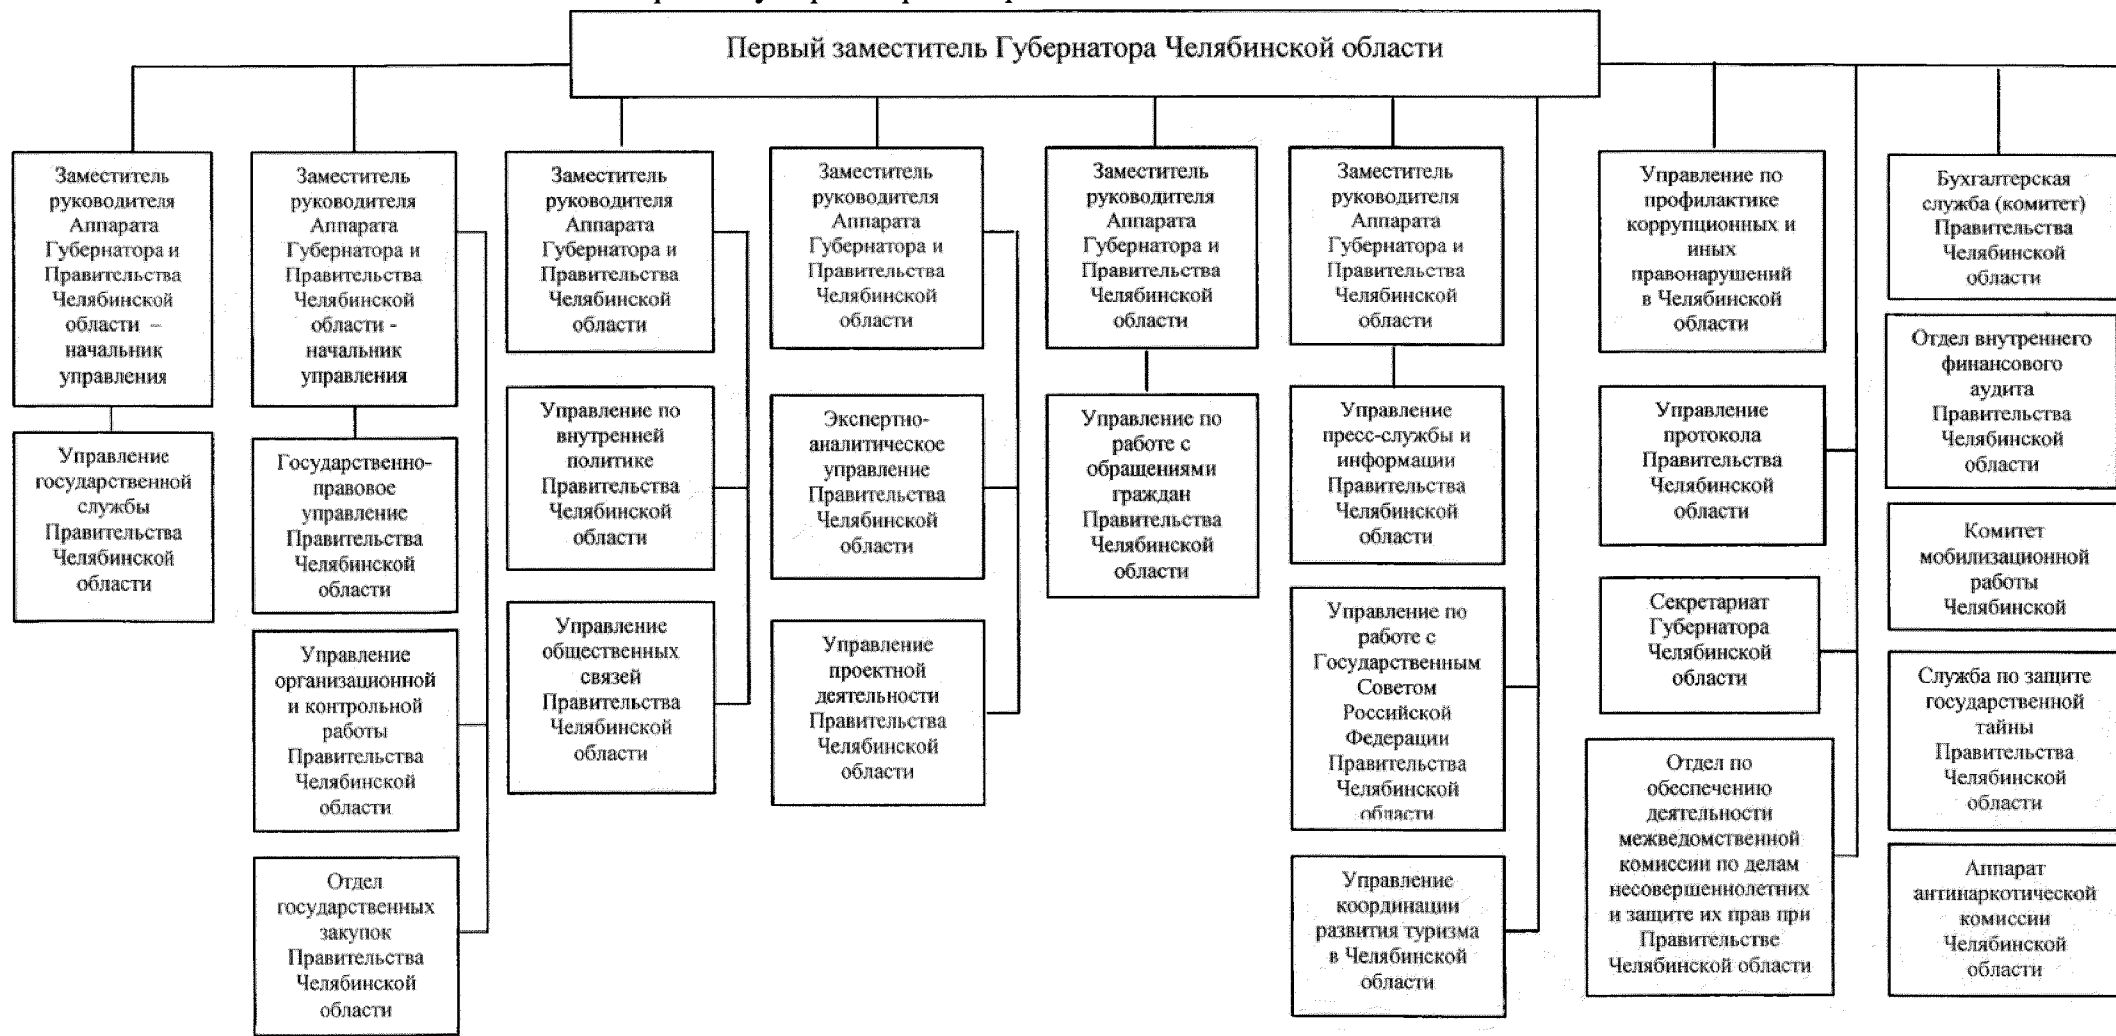 Первый заместитель Губернатора Челябинской области
Заместитель
руководителя
Аппарата
Губернатора и
Правительства
Челябинской
области –
начальник
управления
Управление
государственной
службы
Правительства
Челябинской
области
Заместитель
руководителя
Аппарата
Губернатора и
Правительства
Челябинской
области -
начальник
управления
Государственно-
правовое
управление
Правительства
Челябинской
области
Управление
организационной
и контрольной
работы
Правительства
Челябинской
области
Отдел
государственных
закупок
Правительства
Челябинской
области
Заместитель
руководителя
Аппарата
Губернатора и
Правительства
Челябинской
области
Управление по
внутренней
политике
Правительства
Челябинской
области
Управление
общественных
связей
Правительства
Челябинской
области
Заместитель
руководителя
Аппарата
Губернатора и
Правительства
Челябинской
области
Экспертно-
аналитическое
управление
Правительства
Челябинской
области
Управление
проектной
деятельности
Правительства
Челябинской
области
Заместитель
руководителя
Аппарата
Губернатора и
Правительства
Челябинской
области
Управление по
работе с
обращениями
граждан
Правительства
Челябинской
области
Заместитель
руководителя
Аппарата
Губернатора и
Правительства
Челябинской
области
Управление
пресс-службы и
информации
Правительства
Челябинской
области
Управление по
работе с
Государственным
Советом
Российской
Федерации
Правительства
Челябинской
области
Управление
координации
развития туризма
в Челябинской
области
Управление по
профилактике
коррупционных и
иных
правонарушений
в Челябинской
области
Управление
протокола
Правительства
Челябинской
области
Секретариат
Губернатора
Челябинской
области
Отдел по
обеспечению
деятельности
межведомственной
комиссии по делам
несовершеннолетних
и защите их прав при
Правительстве
Челябинской области
Бухгалтерская
служба (комитет)
Правительства
Челябинской
области
Отдел внутреннего
финансового
аудита
Правительства
Челябинской
области
Комитет
мобилизационной
работы
Челябинской
Служба по защите
государственной
тайны
Правительства
Челябинской
области
Аппарат
антинаркотической
комиссии
Челябинской
области